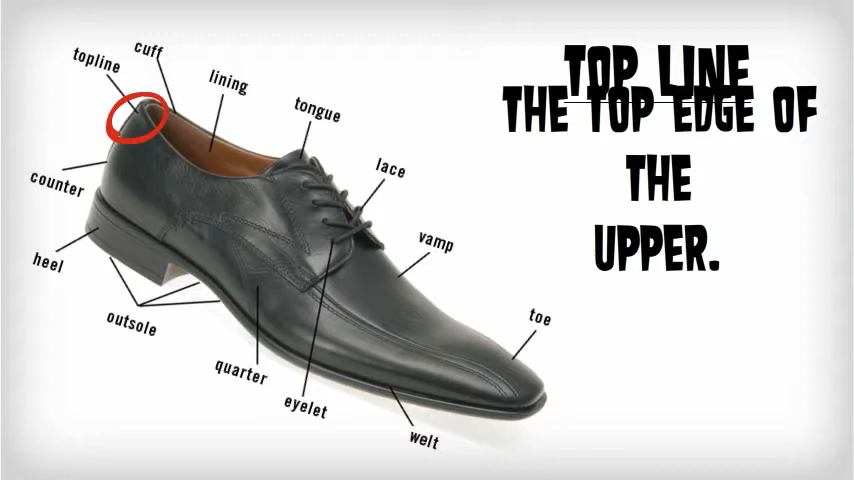 cuff
topline
lining
tongue
lace
counter
vamp
heel
toe
outsole
quarter
eyelet
welt
TOP LINE
THE TOP EDGE OF
THE
UPPER.